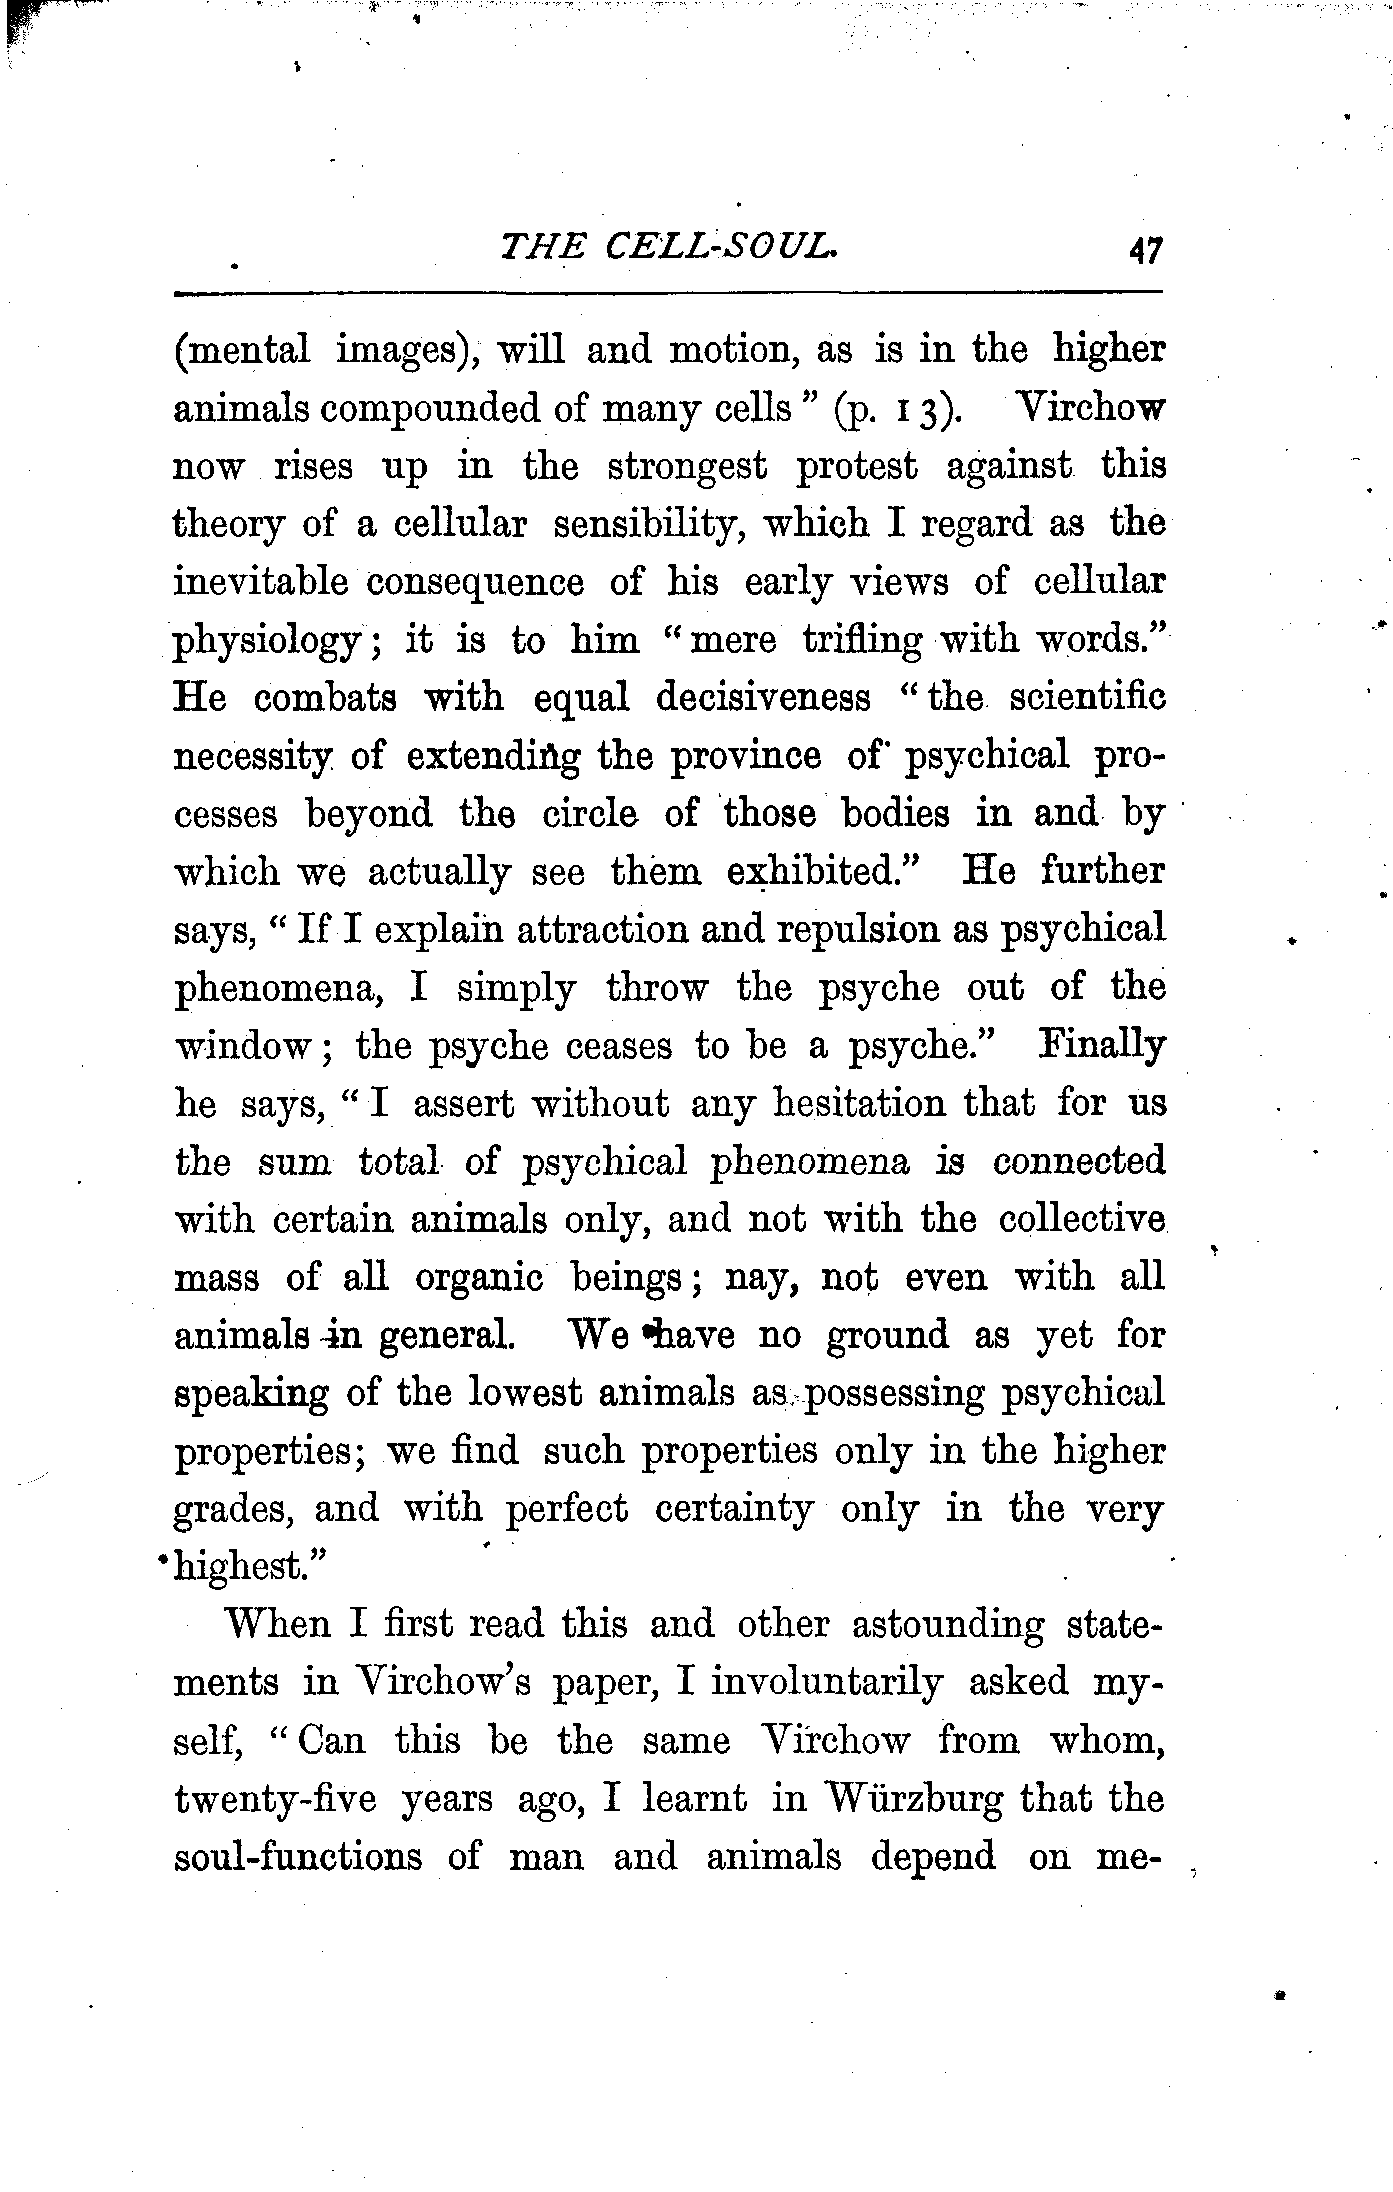 THE CELL-SOUL. 47
(mental images), will and motion, as is in the higher
animals compounded of many cells" (p. 13). Virchow
now rises up in the strongest protest against this
theory of a cellular sensibility, which I regard as the
inevitable consequence of his early views of cellular
physiology; it is to him "mere trifling with words."
He combats with equal decisiveness "the scientific
necessity of extending the province of psychical pro-
cesses beyond the circle of those bodies in and by
which we actually see them exhibited." He further
says, "If I explain attraction and repulsion as psychical
phenomena, I simply throw the psyche out of the
window; the psyche ceases to be a psyche." Finally
he says, "I assert without any hesitation that for us
the sum total of psychical phenomena is connected
with certain animals only, and not with the collective
mass of all organic beings; nay, not even with all
animals in general. We have no ground as yet for
speaking of the lowest animals as possessing psychical
properties; we find such properties only in the higher
grades, and with perfect certainty only in the very
highest."
When I first read this and other astounding state-
ments in Virchow's paper, I involuntarily asked my-
self, "Can this be the same Virchow from whom,
twenty-five years ago, I learnt in Würzburg that the
soul-functions of man and animals depend on me-